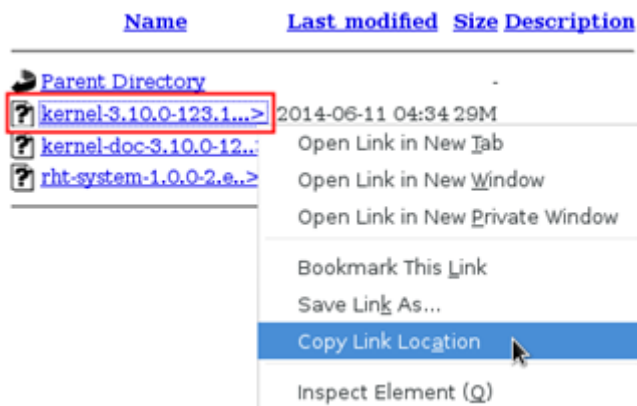 Name Last modified Size Description
Parent Directory -
kernel-3.10.0-123.1...> 2014-06-11 04:34 29M
kernel-doc-3.10.0-12..
rht-system-1.0.0-2.e..>
Open Link in New Tab
Open Link in New Window
Open Link in New Private Window
Bookmark This Link
Save Link As...
Copy Link Location
Inspect Element (Q)